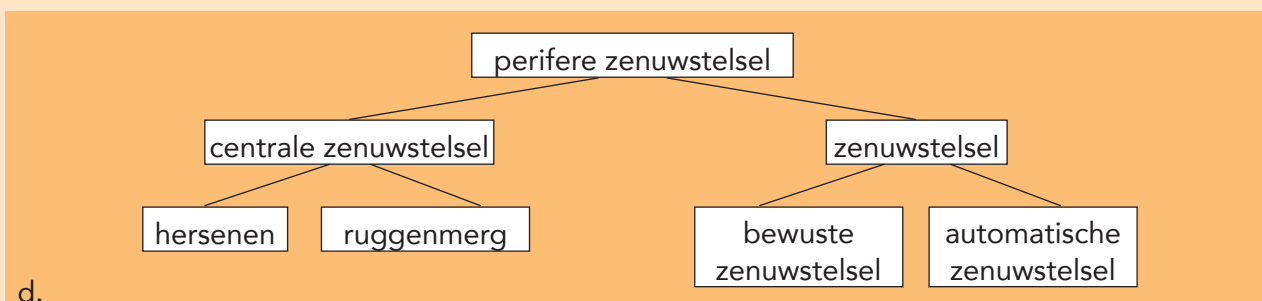 perifere zenuwstelsel
centrale zenuwstelsel
zenuwstelsel
hersenen
ruggenmerg
bewuste
zenuwstelsel
automatische
zenuwstelsel
d.